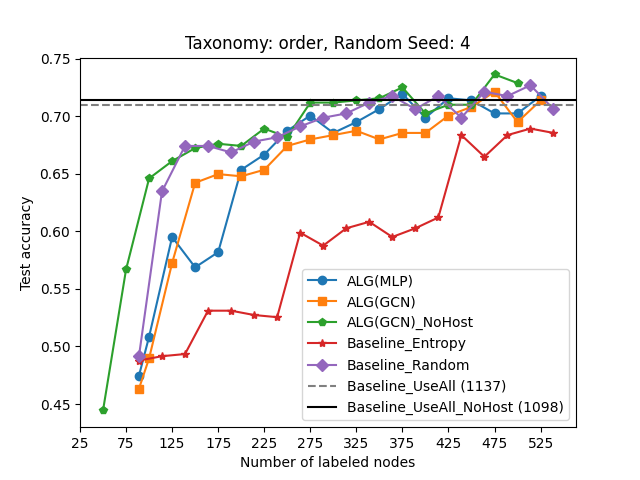 Taxonomy: order, Random Seed: 4
Test accuracy
0.75
0.70
0.65
0.60
0.55
0.50
0.45
ALG(MLP)
ALG(GCN)
ALG(GCN)_NoHost
Baseline_Entropy
Baseline_Random
Baseline_UseAll (1137)
Baseline_UseAll_NoHost (1098)
25 75 125 175 225 275 325 375 425 475 525
Number of labeled nodes